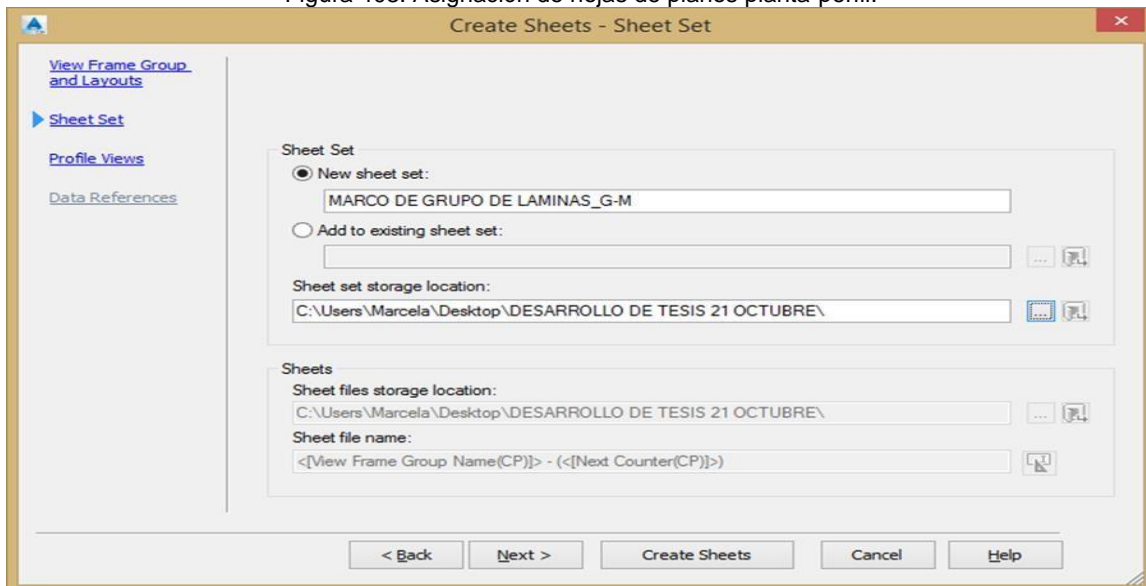 Create Sheets - Sheet Set
View Frame Group
and Layouts
Sheet Set
Profile Views
Data References
Sheet Set
New sheet set:
MARCO DE GRUPO DE LAMINAS_G-M
Add to existing sheet set:
...
Sheet set storage location:
C:\Users\Marcela\Desktop\DESARROLLO DE TESIS 21 OCTUBRE\
...
Sheets
Sheet files storage location:
C:\Users\Marcela\Desktop\DESARROLLO DE TESIS 21 OCTUBRE\
...
Sheet file name:
<[View Frame Group Name(CP)]> - (<[Next Counter(CP)]>)
< Back
Next >
Create Sheets
Cancel
Help